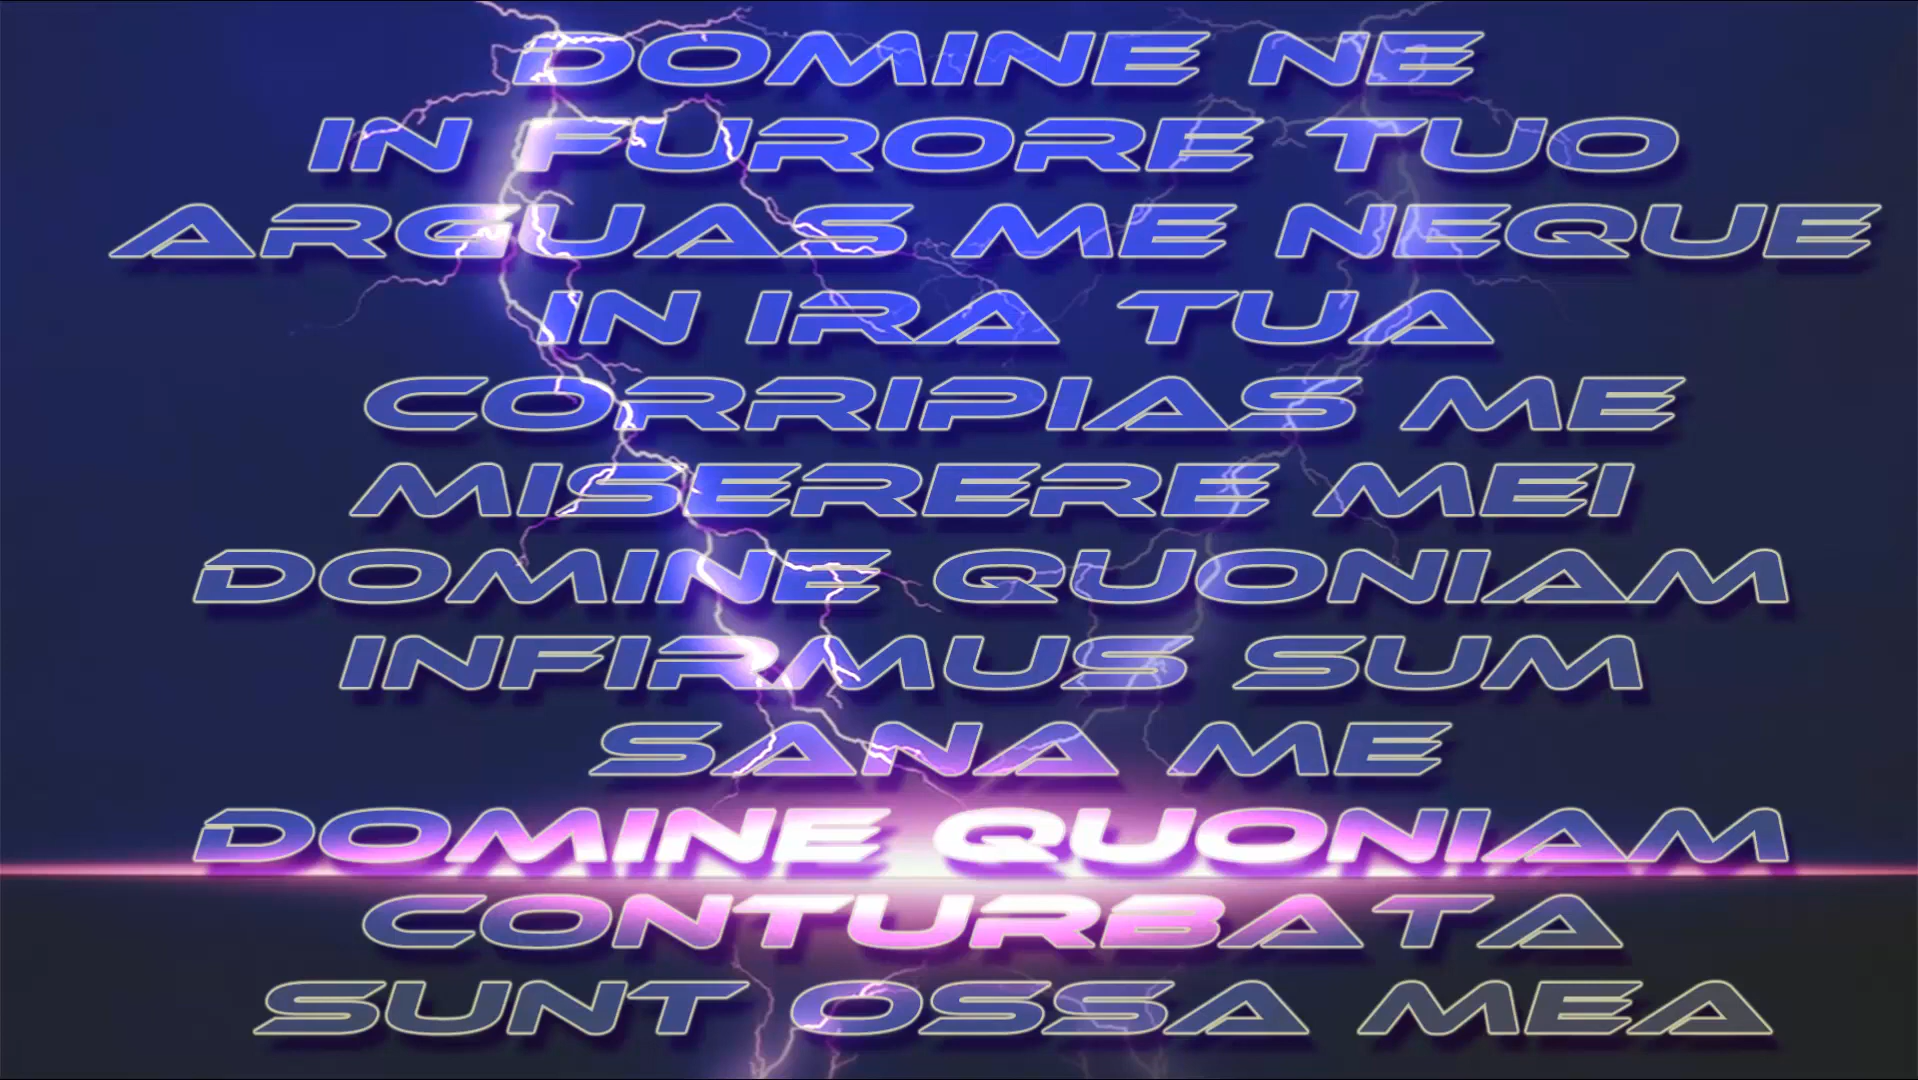 DOMINE NE
IN FURORE TUO
ARGUAS ME NEQUE
IN IRA TUA
CORRIPIAS ME
MISERERE MEI
DOMINE QUONIAM
INFIRMUS SUM
SANA ME
DOMINE QUONIAM
CONTURBATA
SUNT OSSA MEA